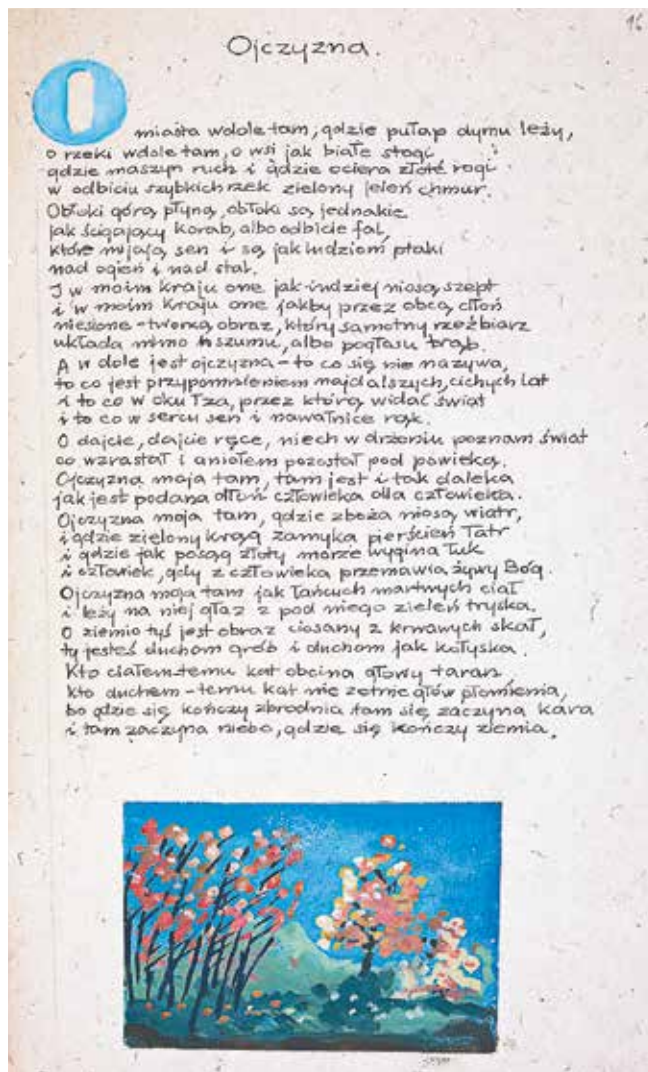 16
Ojczyzna.
O miasta wdole tam, gdzie pułap dymu leży,
o rzeki wdole tam, o wsi jak białe stogi
gdzie maszyn ruch i gdzie ociera złote rogi
w odbiciu szybkich rzek zielony jeleń chmur.
Obłoki górą płyną, obłoki są jednakie
jak ścigający korab, albo odbicie fal,
które mijają sen i są jak ludziom ptaki
nad ogień i nad stal.
I w moim kraju one jak indziej niosą szept
i w moim kraju one jakby przez obcą dłoń
niesione - tworzą obraz, który samotny rzeźbiarz
układa mimo szumu, albo pogłasu trąb.
A w dole jest ojczyzna - to co się nie nazywa,
to co jest przypomnieniem najdalszych, cichych lat
i to co w oku łza, przez którą widać świat
i to co w sercu sen i nawałnice rąk.
O dajcie, dajcie ręce, niech w drżeniu poznam świat
co wzrastał i aniołem pozostał pod powieką.
Ojczyzna moja tam, tam jest i tak daleka
jak jest podana dłoń człowieka dla człowieka.
Ojczyzna moja tam, gdzie zboża niosą wiatr,
i gdzie zielony krąg zamyka pierścień Tatr
i gdzie jak posąg złoty morze wygina łuk
i człowiek, gdy z człowieka przemawia żywy Bóg.
Ojczyzna moja tam jak łańcuch martwych ciał
i leży na niej głaz z pod niego zieleń tryska.
O ziemio tyś jest obraz ciosany z krwawych skał,
ty jesteś duchom grób i duchom jak kołyska.
Kto ciałem - temu kat obcina głowy taran
kto duchem - temu kat nie zetnie głów płomienia,
bo gdzie się kończy zbrodnia tam się zaczyna kara
i tam zaczyna niebo, gdzie się kończy ziemia.